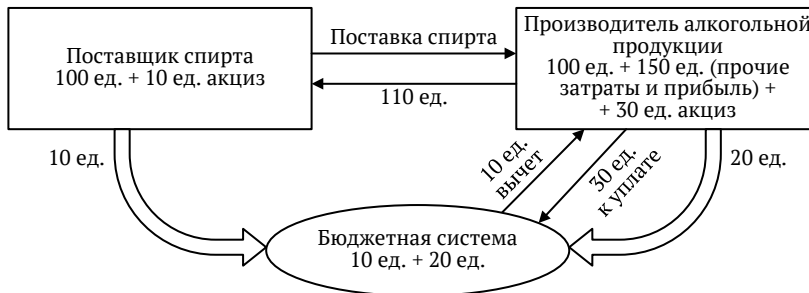 Поставщик спирта
100 ед. + 10 ед. акциз
Поставка спирта
110 ед.
Производитель алкогольной
продукции
100 ед. + 150 ед. (прочие
затраты и прибыль) +
+ 30 ед. акциз
10 ед.
10 ед.
вычет
30 ед.
к уплате
20 ед.
Бюджетная система
10 ед. + 20 ед.